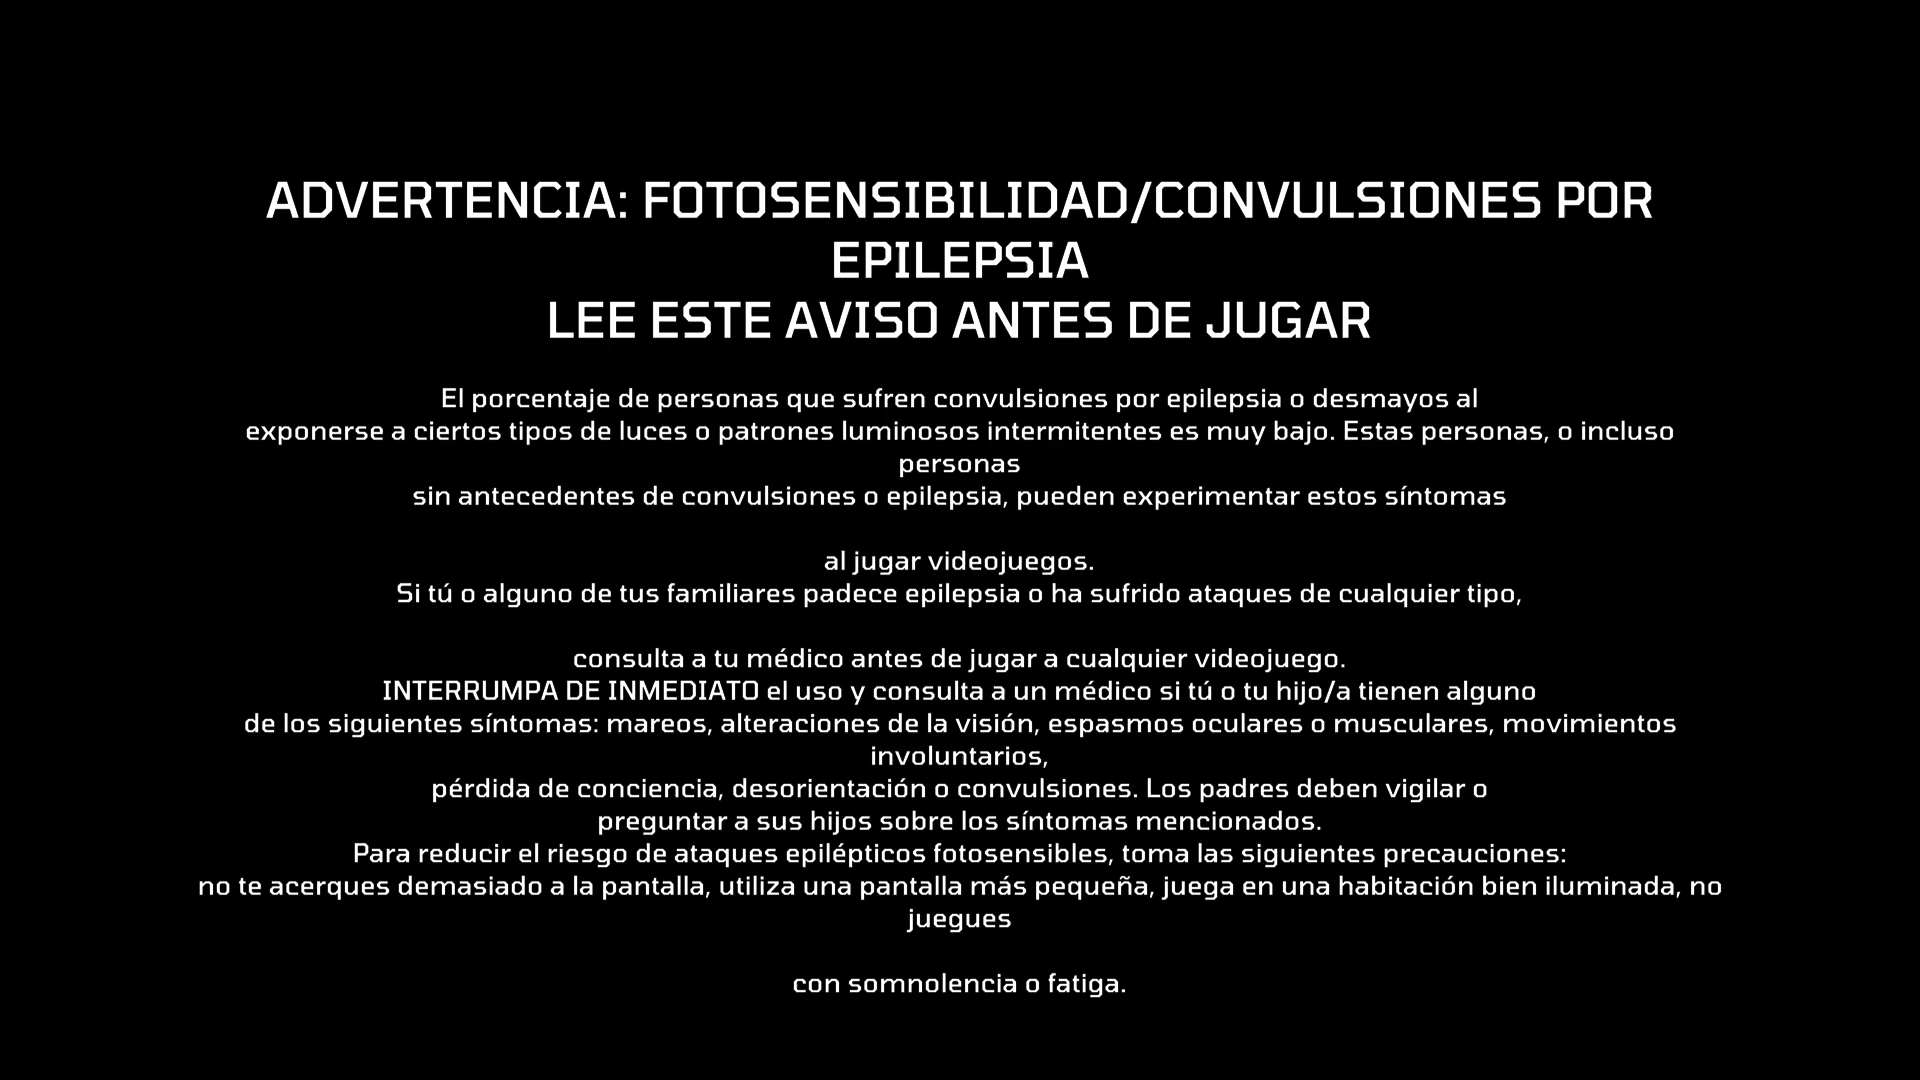 ADVERTENCIA: FOTOSENSIBILIDAD/CONVULSIONES POR
EPILEPSIA
LEE ESTE AVISO ANTES DE JUGAR
El porcentaje de personas que sufren convulsiones por epilepsia o desmayos al
exponerse a ciertos tipos de luces o patrones luminosos intermitentes es muy bajo. Estas personas, o incluso
personas
sin antecedentes de convulsiones o epilepsia, pueden experimentar estos síntomas
al jugar videojuegos.
Si tú o alguno de tus familiares padece epilepsia o ha sufrido ataques de cualquier tipo,
consulta a tu médico antes de jugar a cualquier videojuego.
INTERRUMPA DE INMEDIATO el uso y consulta a un médico si tú o tu hijo/a tienen alguno
de los siguientes síntomas: mareos, alteraciones de la visión, espasmos oculares o musculares, movimientos
involuntarios,
pérdida de conciencia, desorientación o convulsiones. Los padres deben vigilar o
preguntar a sus hijos sobre los síntomas mencionados.
Para reducir el riesgo de ataques epilépticos fotosensibles, toma las siguientes precauciones:
no te acerques demasiado a la pantalla, utiliza una pantalla más pequeña, juega en una habitación bien iluminada, no
juegues
con somnolencia o fatiga.